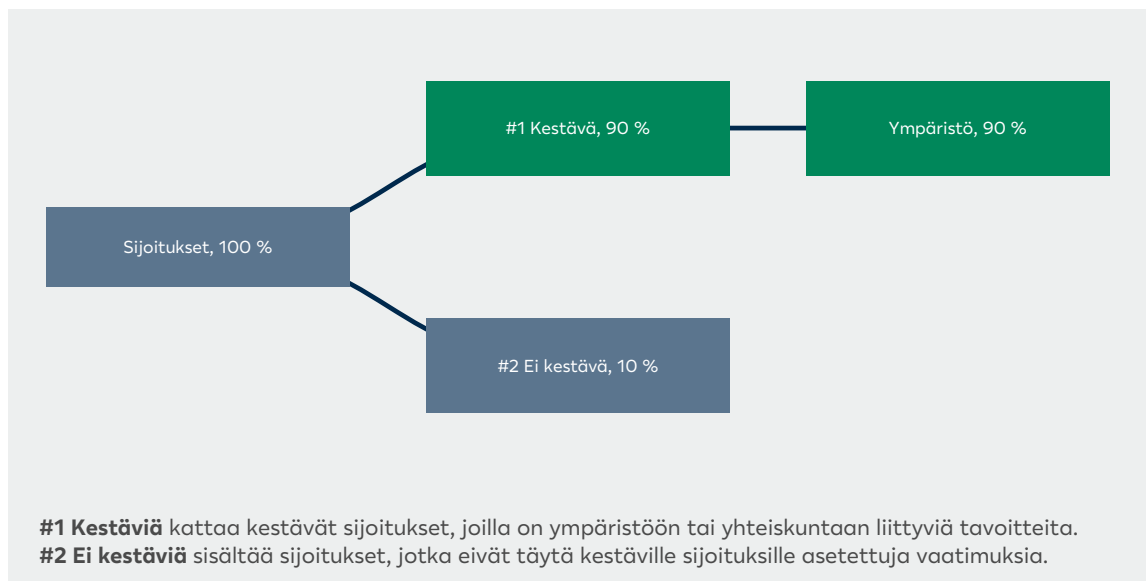 #1 Kestävä, 90 %
Ympäristö, 90 %
Sijoitukset, 100 %
#2 Ei kestävä, 10 %
#1 Kestäviä kattaa kestävät sijoitukset, joilla on ympäristöön tai yhteiskuntaan liittyviä tavoitteita.
#2 Ei kestäviä sisältää sijoitukset, jotka eivät täytä kestäville sijoituksille asetettuja vaatimuksia.